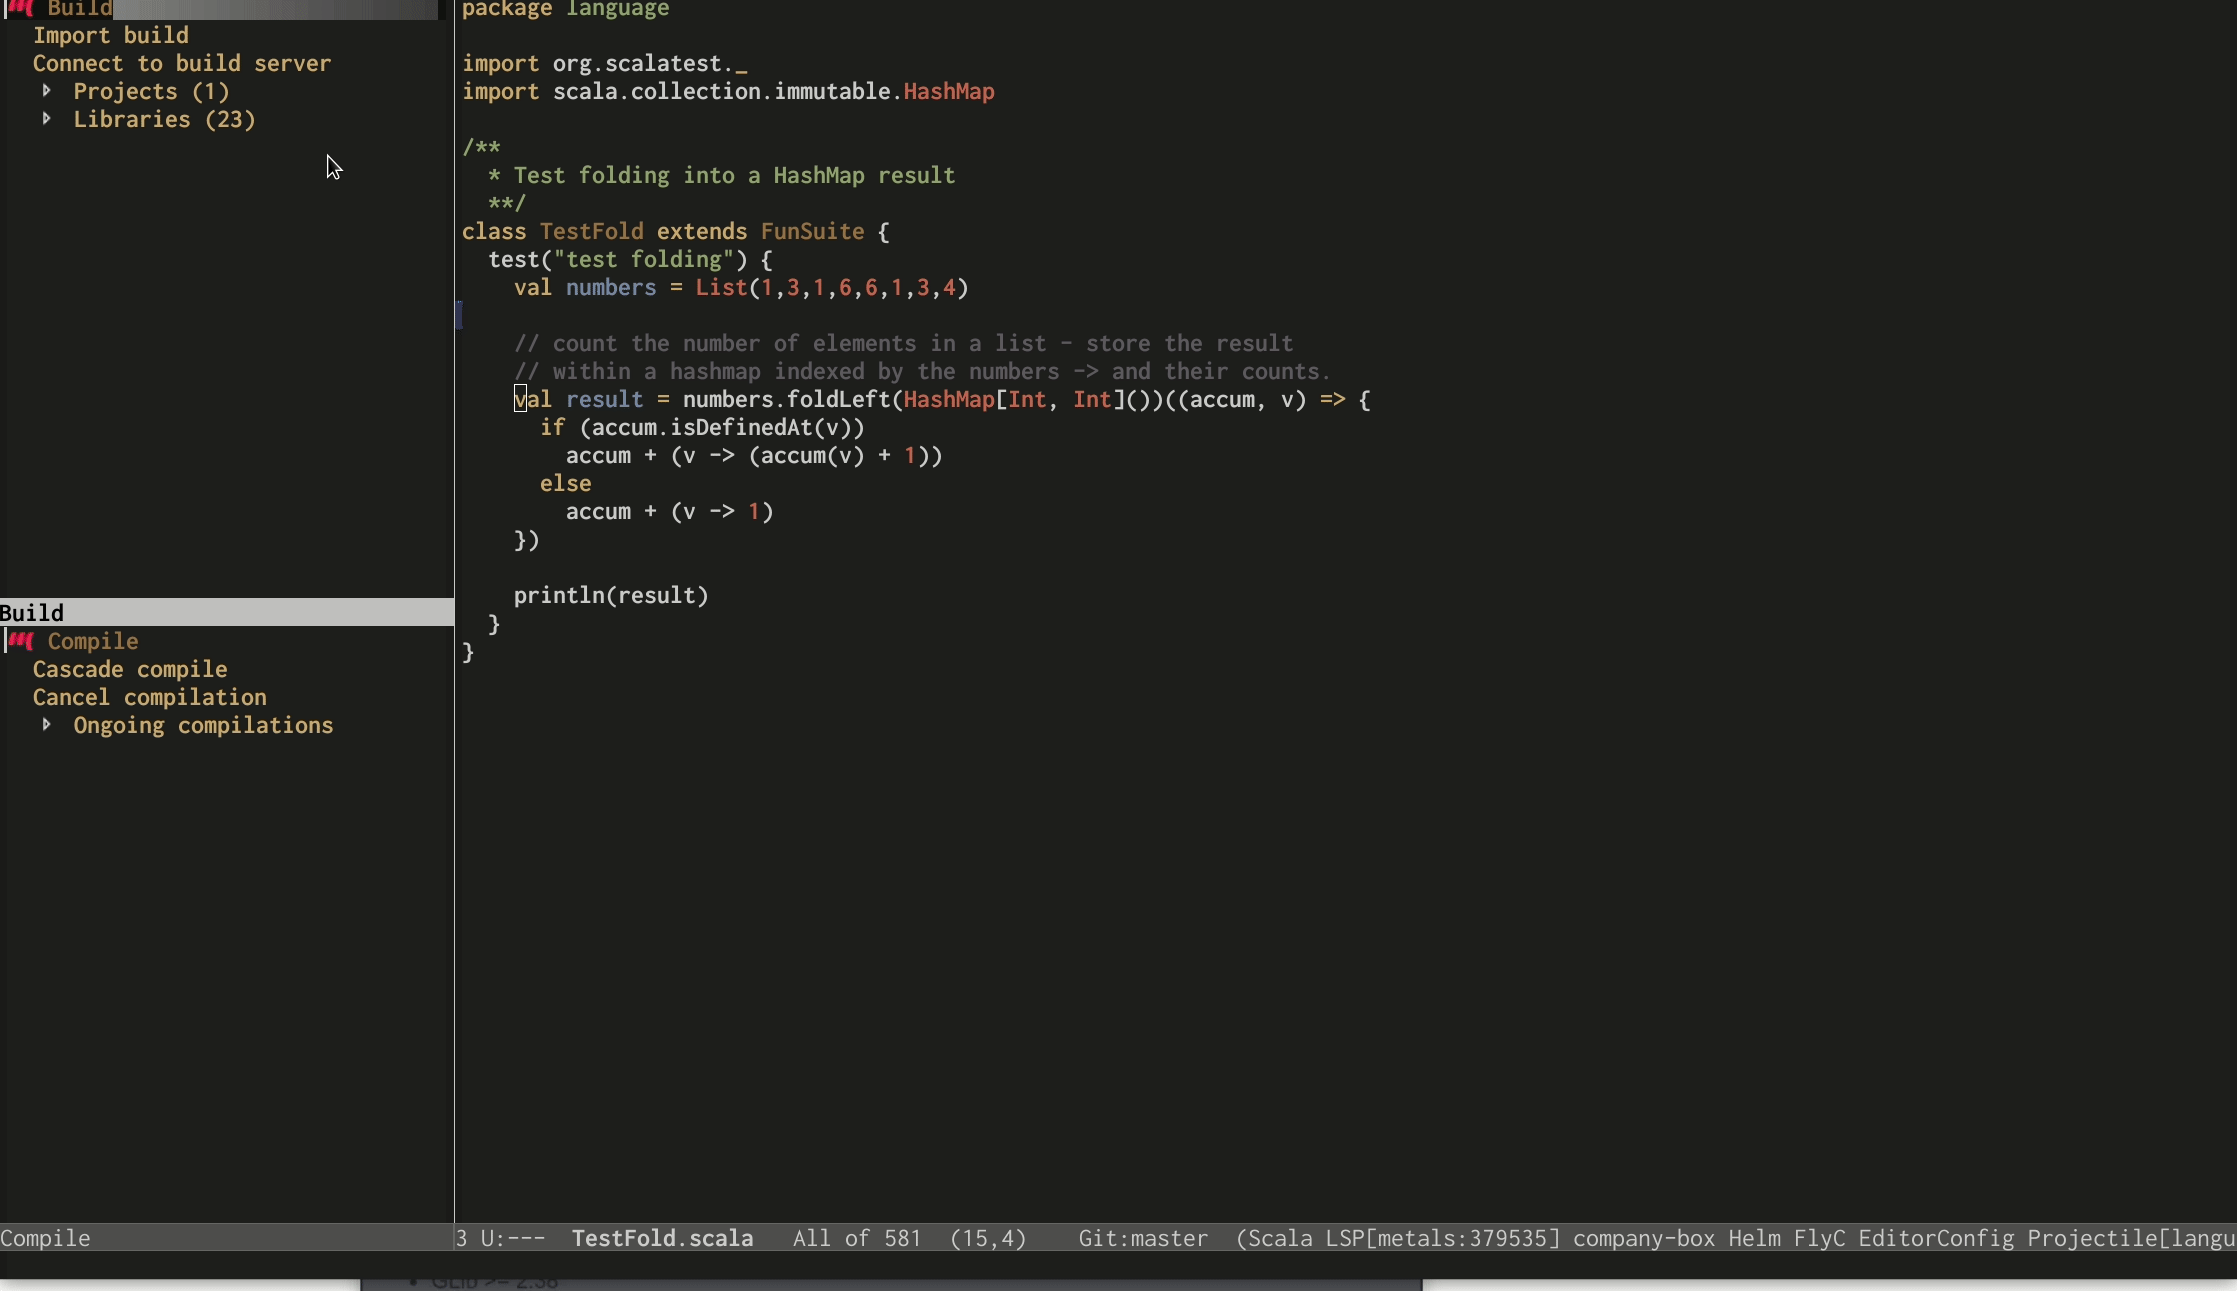 Build
Import build
Connect to build server
Projects (1)
Libraries (23)
Build
Compile
Cascade compile
Cancel compilation
Ongoing compilations
Compile
package language
import org.scalatest._
import scala.collection.immutable.HashMap
/**
  * Test folding into a HashMap result
  **/
class TestFold extends FunSuite {
  test("test folding") {
    val numbers = List(1,3,1,6,6,1,3,4)
    // count the number of elements in a list - store the result
    // within a hashmap indexed by the numbers -> and their counts.
    val result = numbers.foldLeft(HashMap[Int, Int]())((accum, v) => {
      if (accum.isDefinedAt(v))
        accum + (v -> (accum(v) + 1))
      else
        accum + (v -> 1)
    })
    println(result)
  }
}
3 U:--- TestFold.scala All of 581 (15,4) Git:master (Scala LSP[metals:379535] company-box Helm FlyC EditorConfig Projectile[langu
• GLib >= 2.38